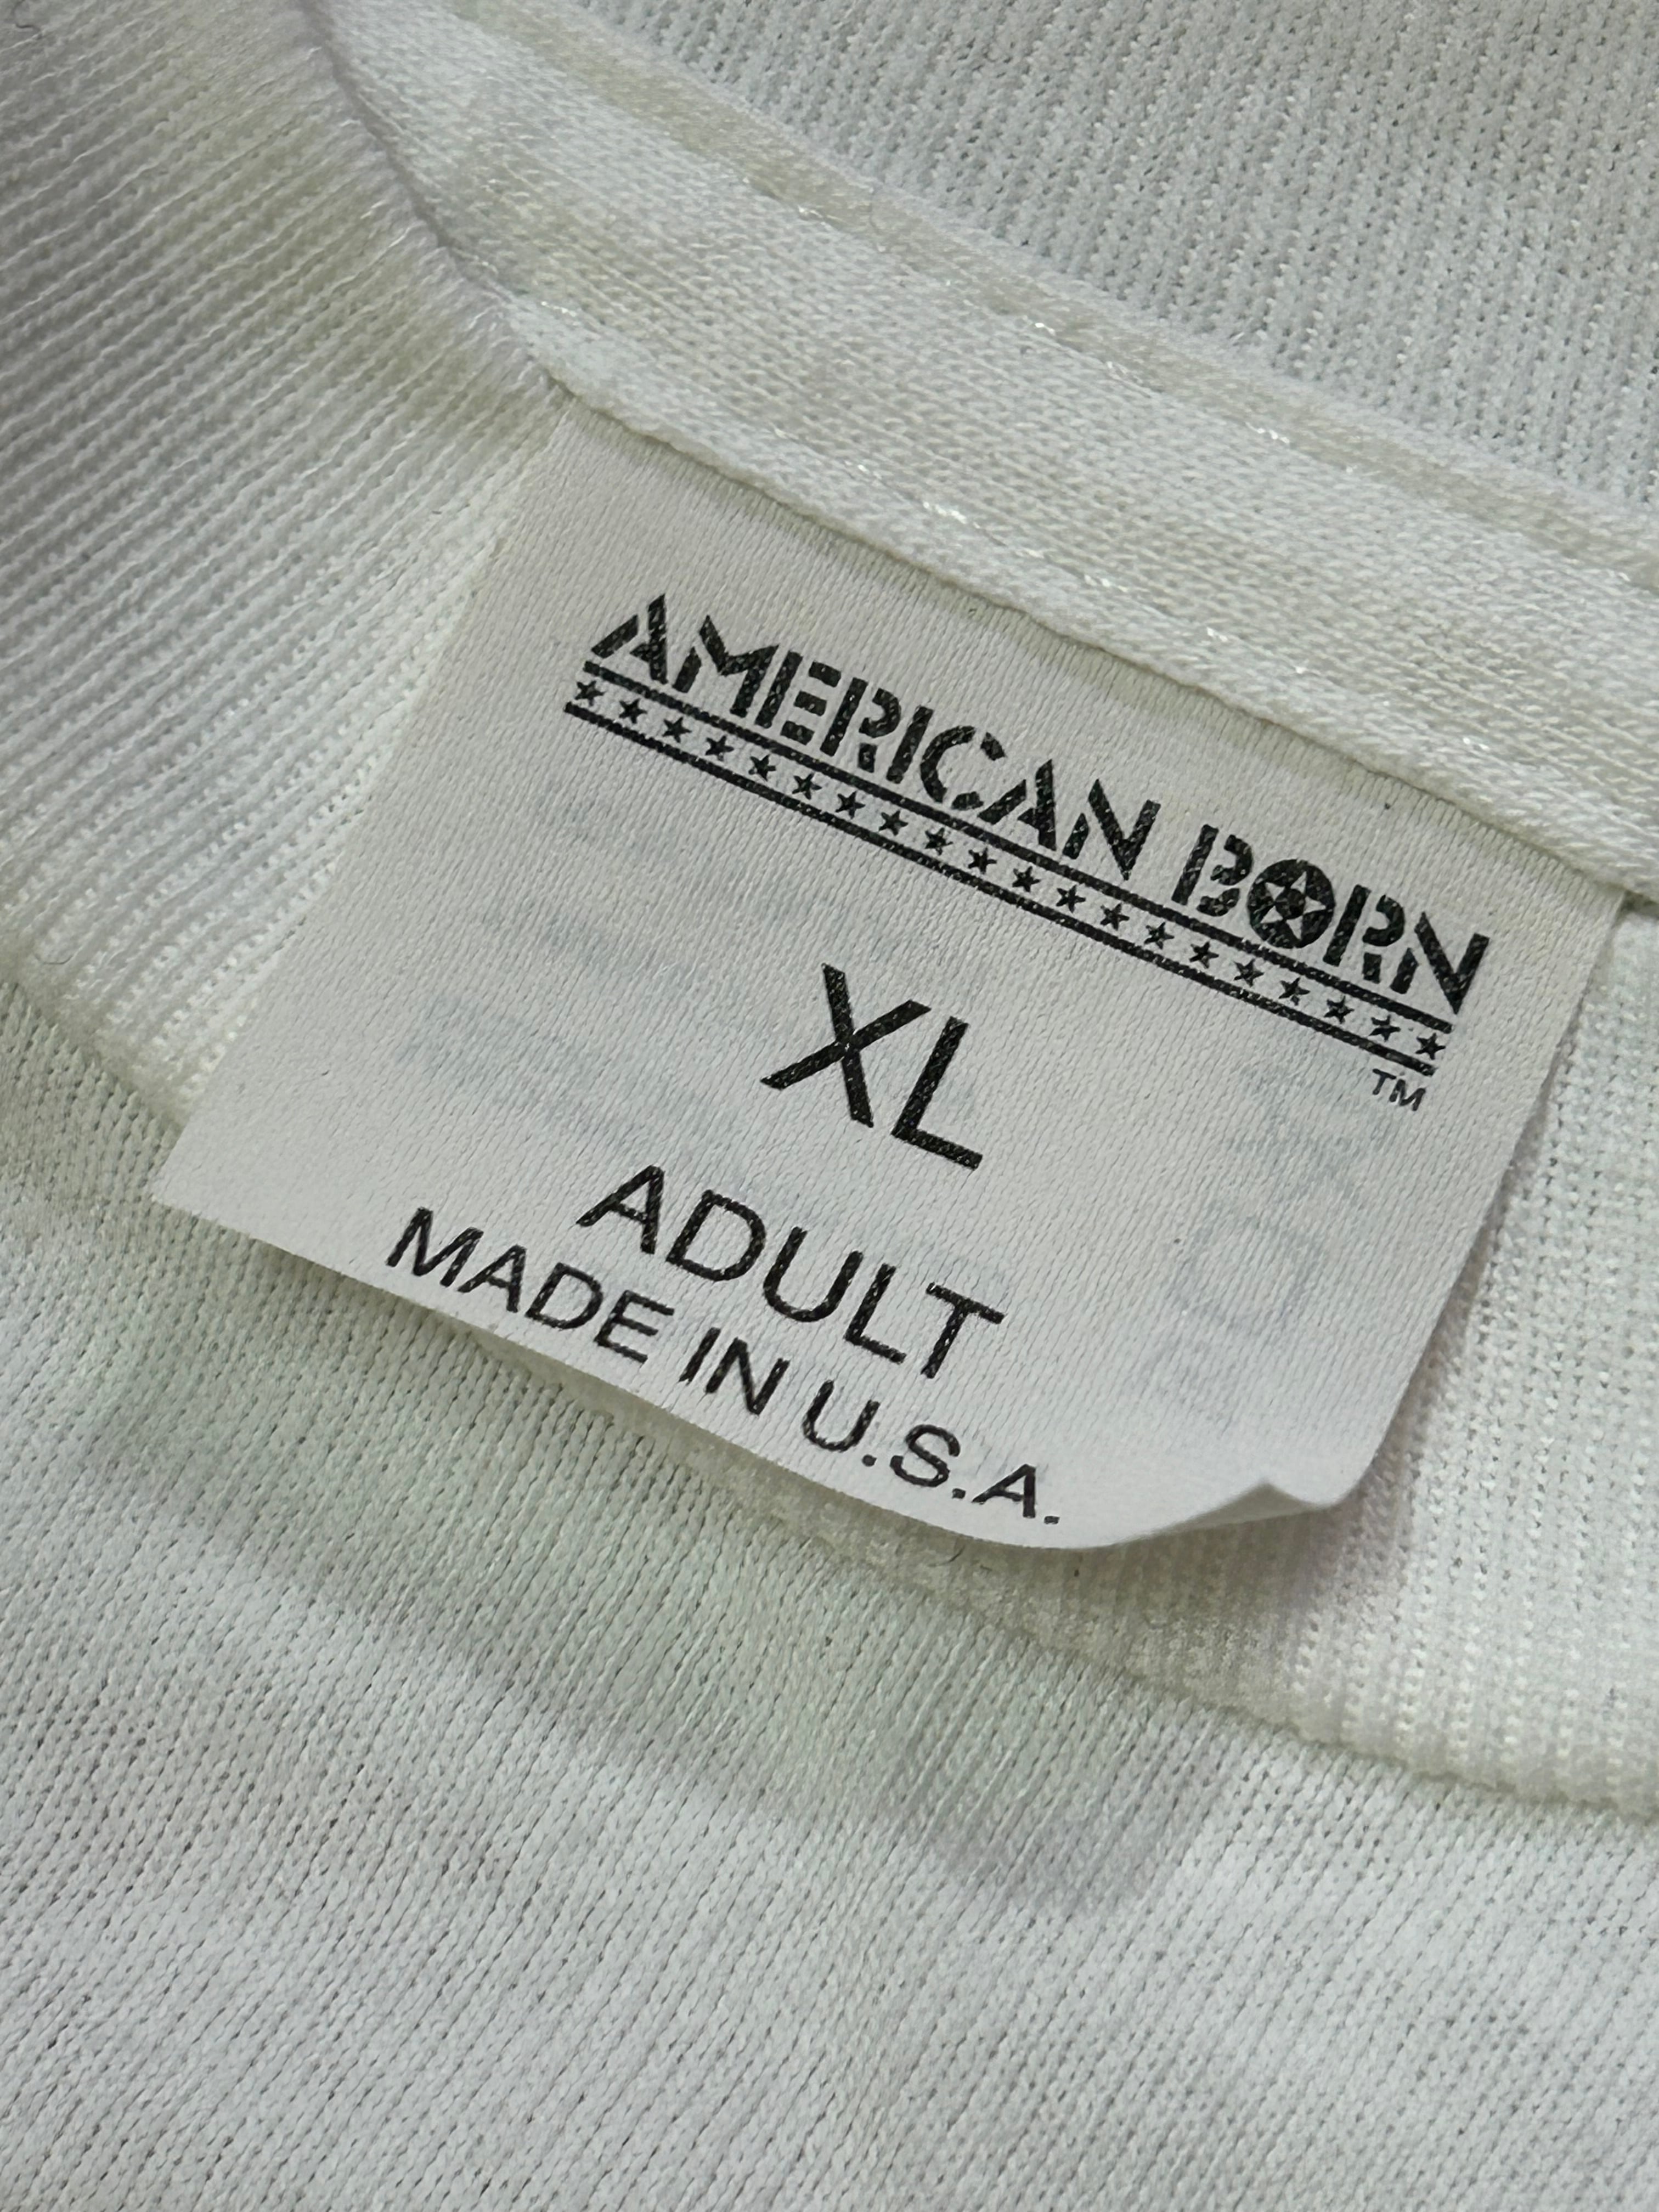 AMERICAN BORN
TM
XL
ADULT
MADE IN U.S.A.